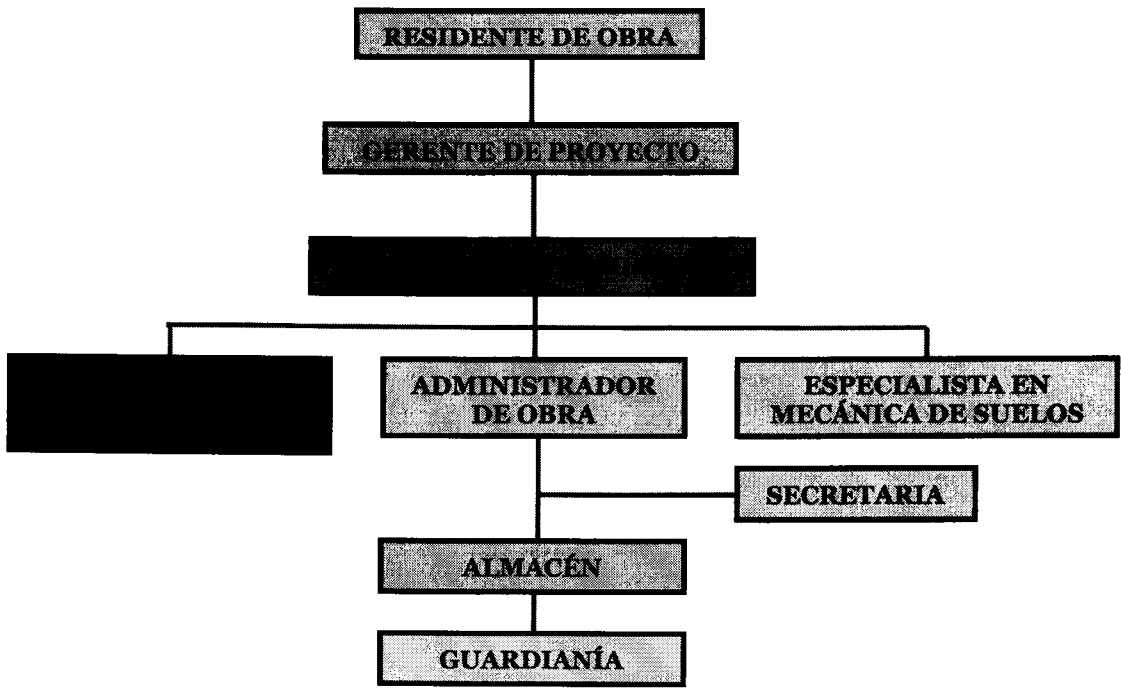 RESIDENTE DE OBRA
GERENTE DE PROYECTO
ADMINISTRADOR
DE OBRA
ESPECIALISTA EN
MECÁNICA DE SUELOS
SECRETARIA
ALMACÉN
GUARDIANÍA